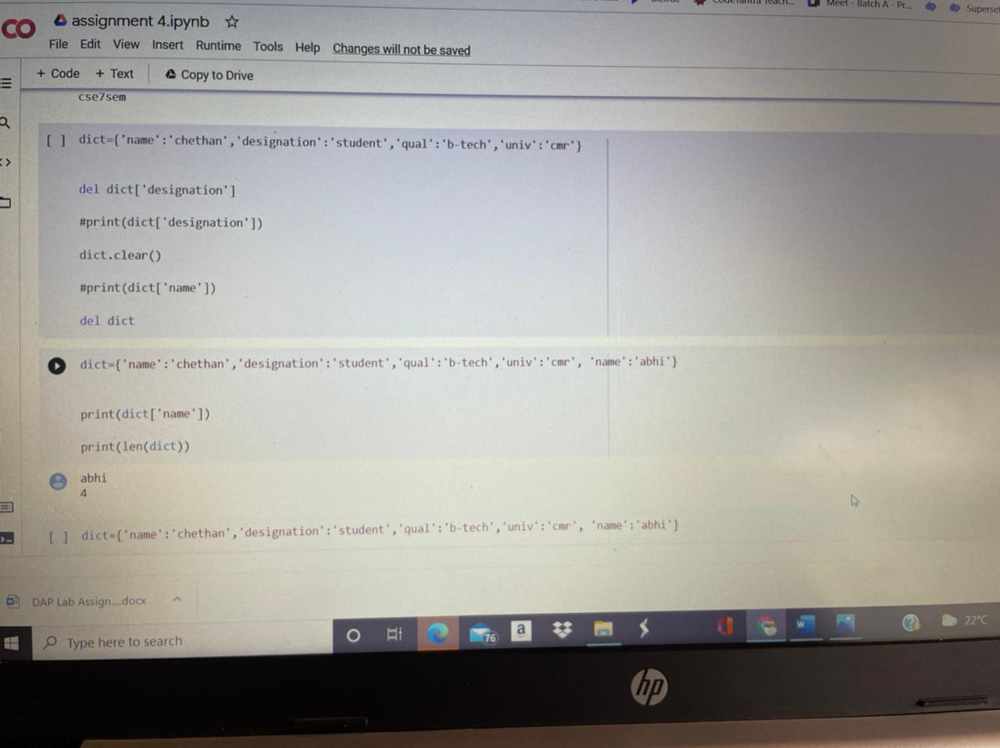 Meet - Batch A - Pr...
Superset
CO
assignment 4.ipynb
File Edit View Insert Runtime Tools Help Changes will not be saved
+ Code + Text Copy to Drive
cse7sem
[ ] dict={'name':'chethan','designation':'student','qual':'b-tech','univ':'cmr'}
del dict['designation']
#print(dict['designation'])
dict.clear()
#print(dict['name'])
del dict
dict={'name':'chethan','designation':'student','qual':'b-tech','univ':'cmr', 'name':'abhi'}
print(dict['name'])
print(len(dict))
abhi
4
[ ] dict={'name':'chethan','designation':'student','qual':'b-tech','univ':'cmr', 'name':'abhi'}
DAP Lab Assign....docx
Type here to search
76
a
W
22°C
hp